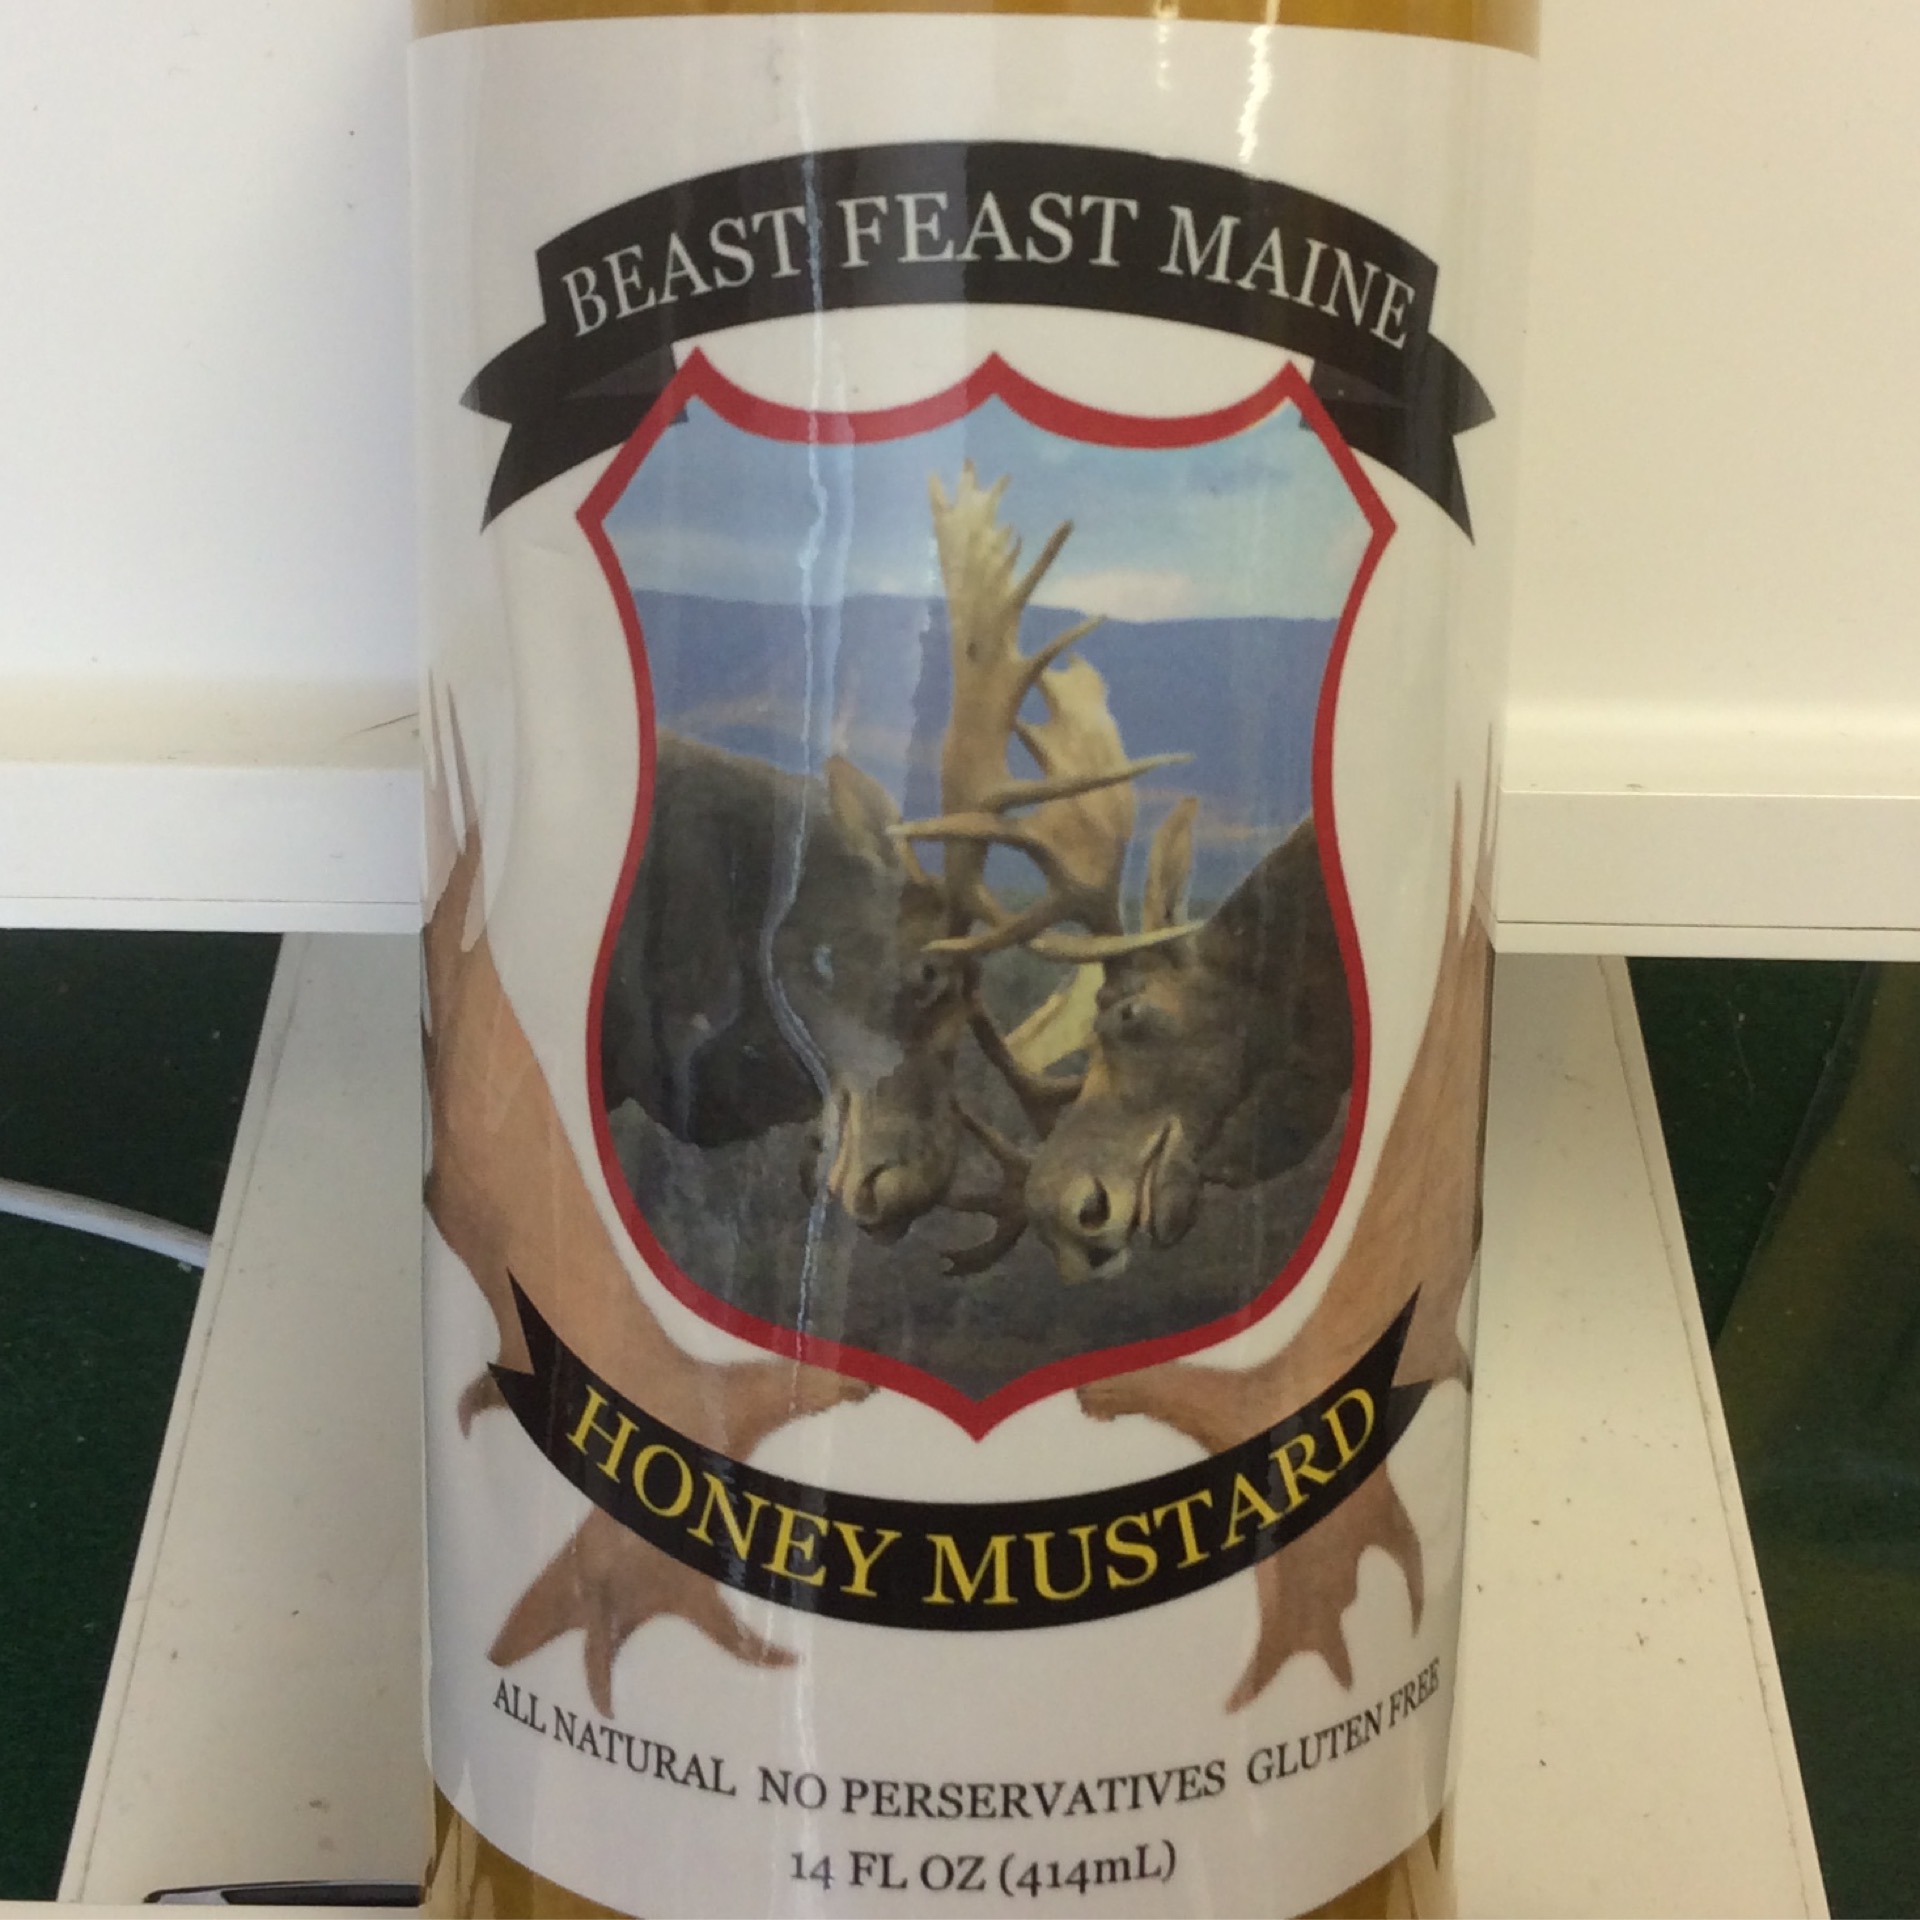 BEAST FEAST MAINE
HONEY MUSTARD
ALL NATURAL NO PERSERVATIVES GLUTEN FREE
14 FL OZ (414mL)